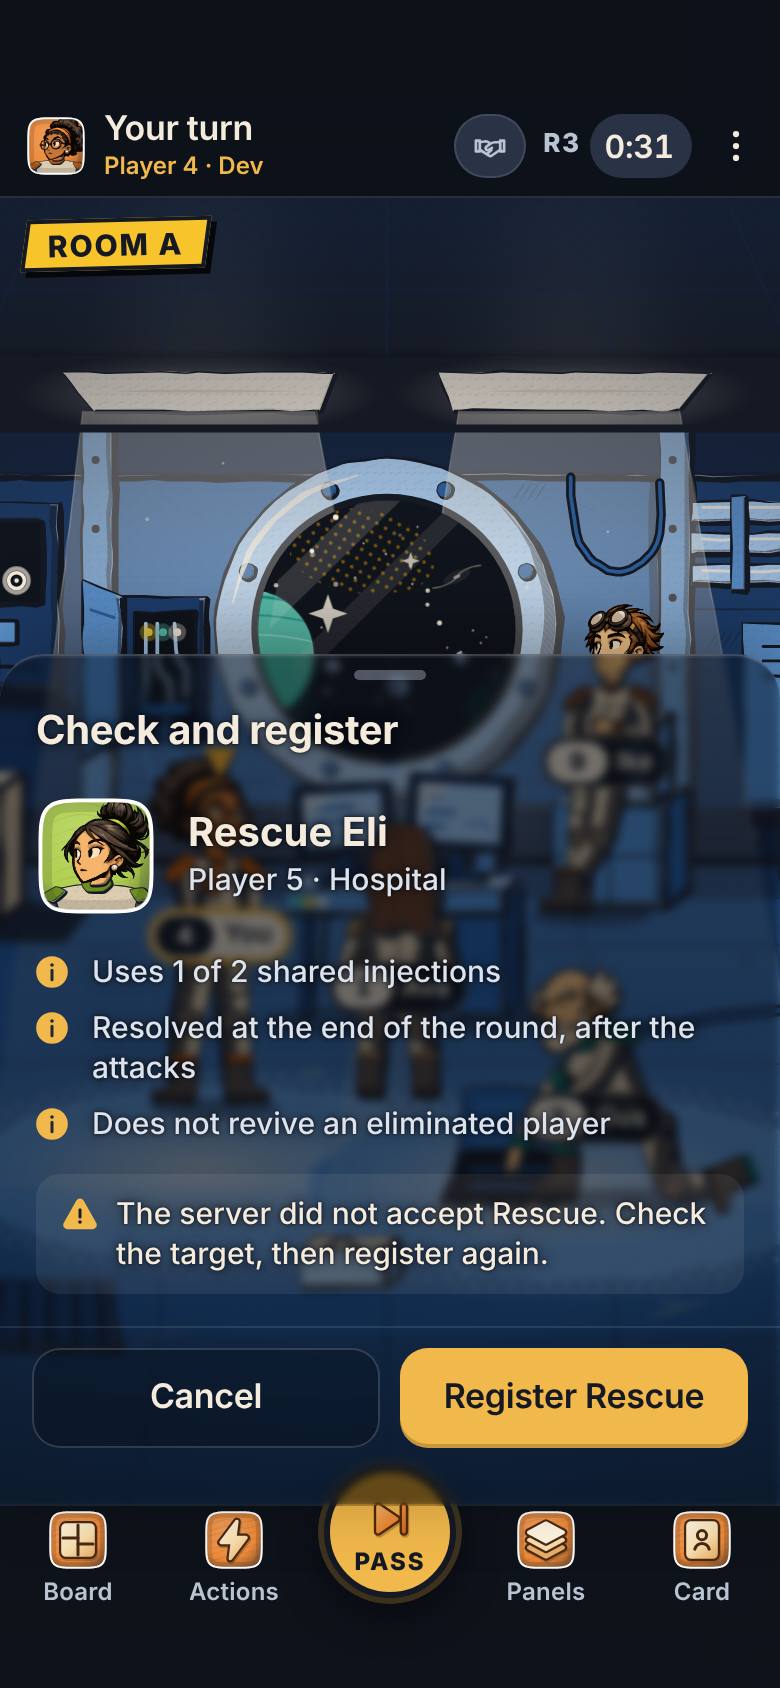 Your turn
Player 4 · Dev
R3
0:31
ROOM A
Check and register
Rescue Eli
Player 5 · Hospital
4 You
Uses 1 of 2 shared injections
Resolved at the end of the round, after the
attacks
Does not revive an eliminated player
The server did not accept Rescue. Check
the target, then register again.
Cancel
Register Rescue
PASS
Board
Actions
Panels
Card